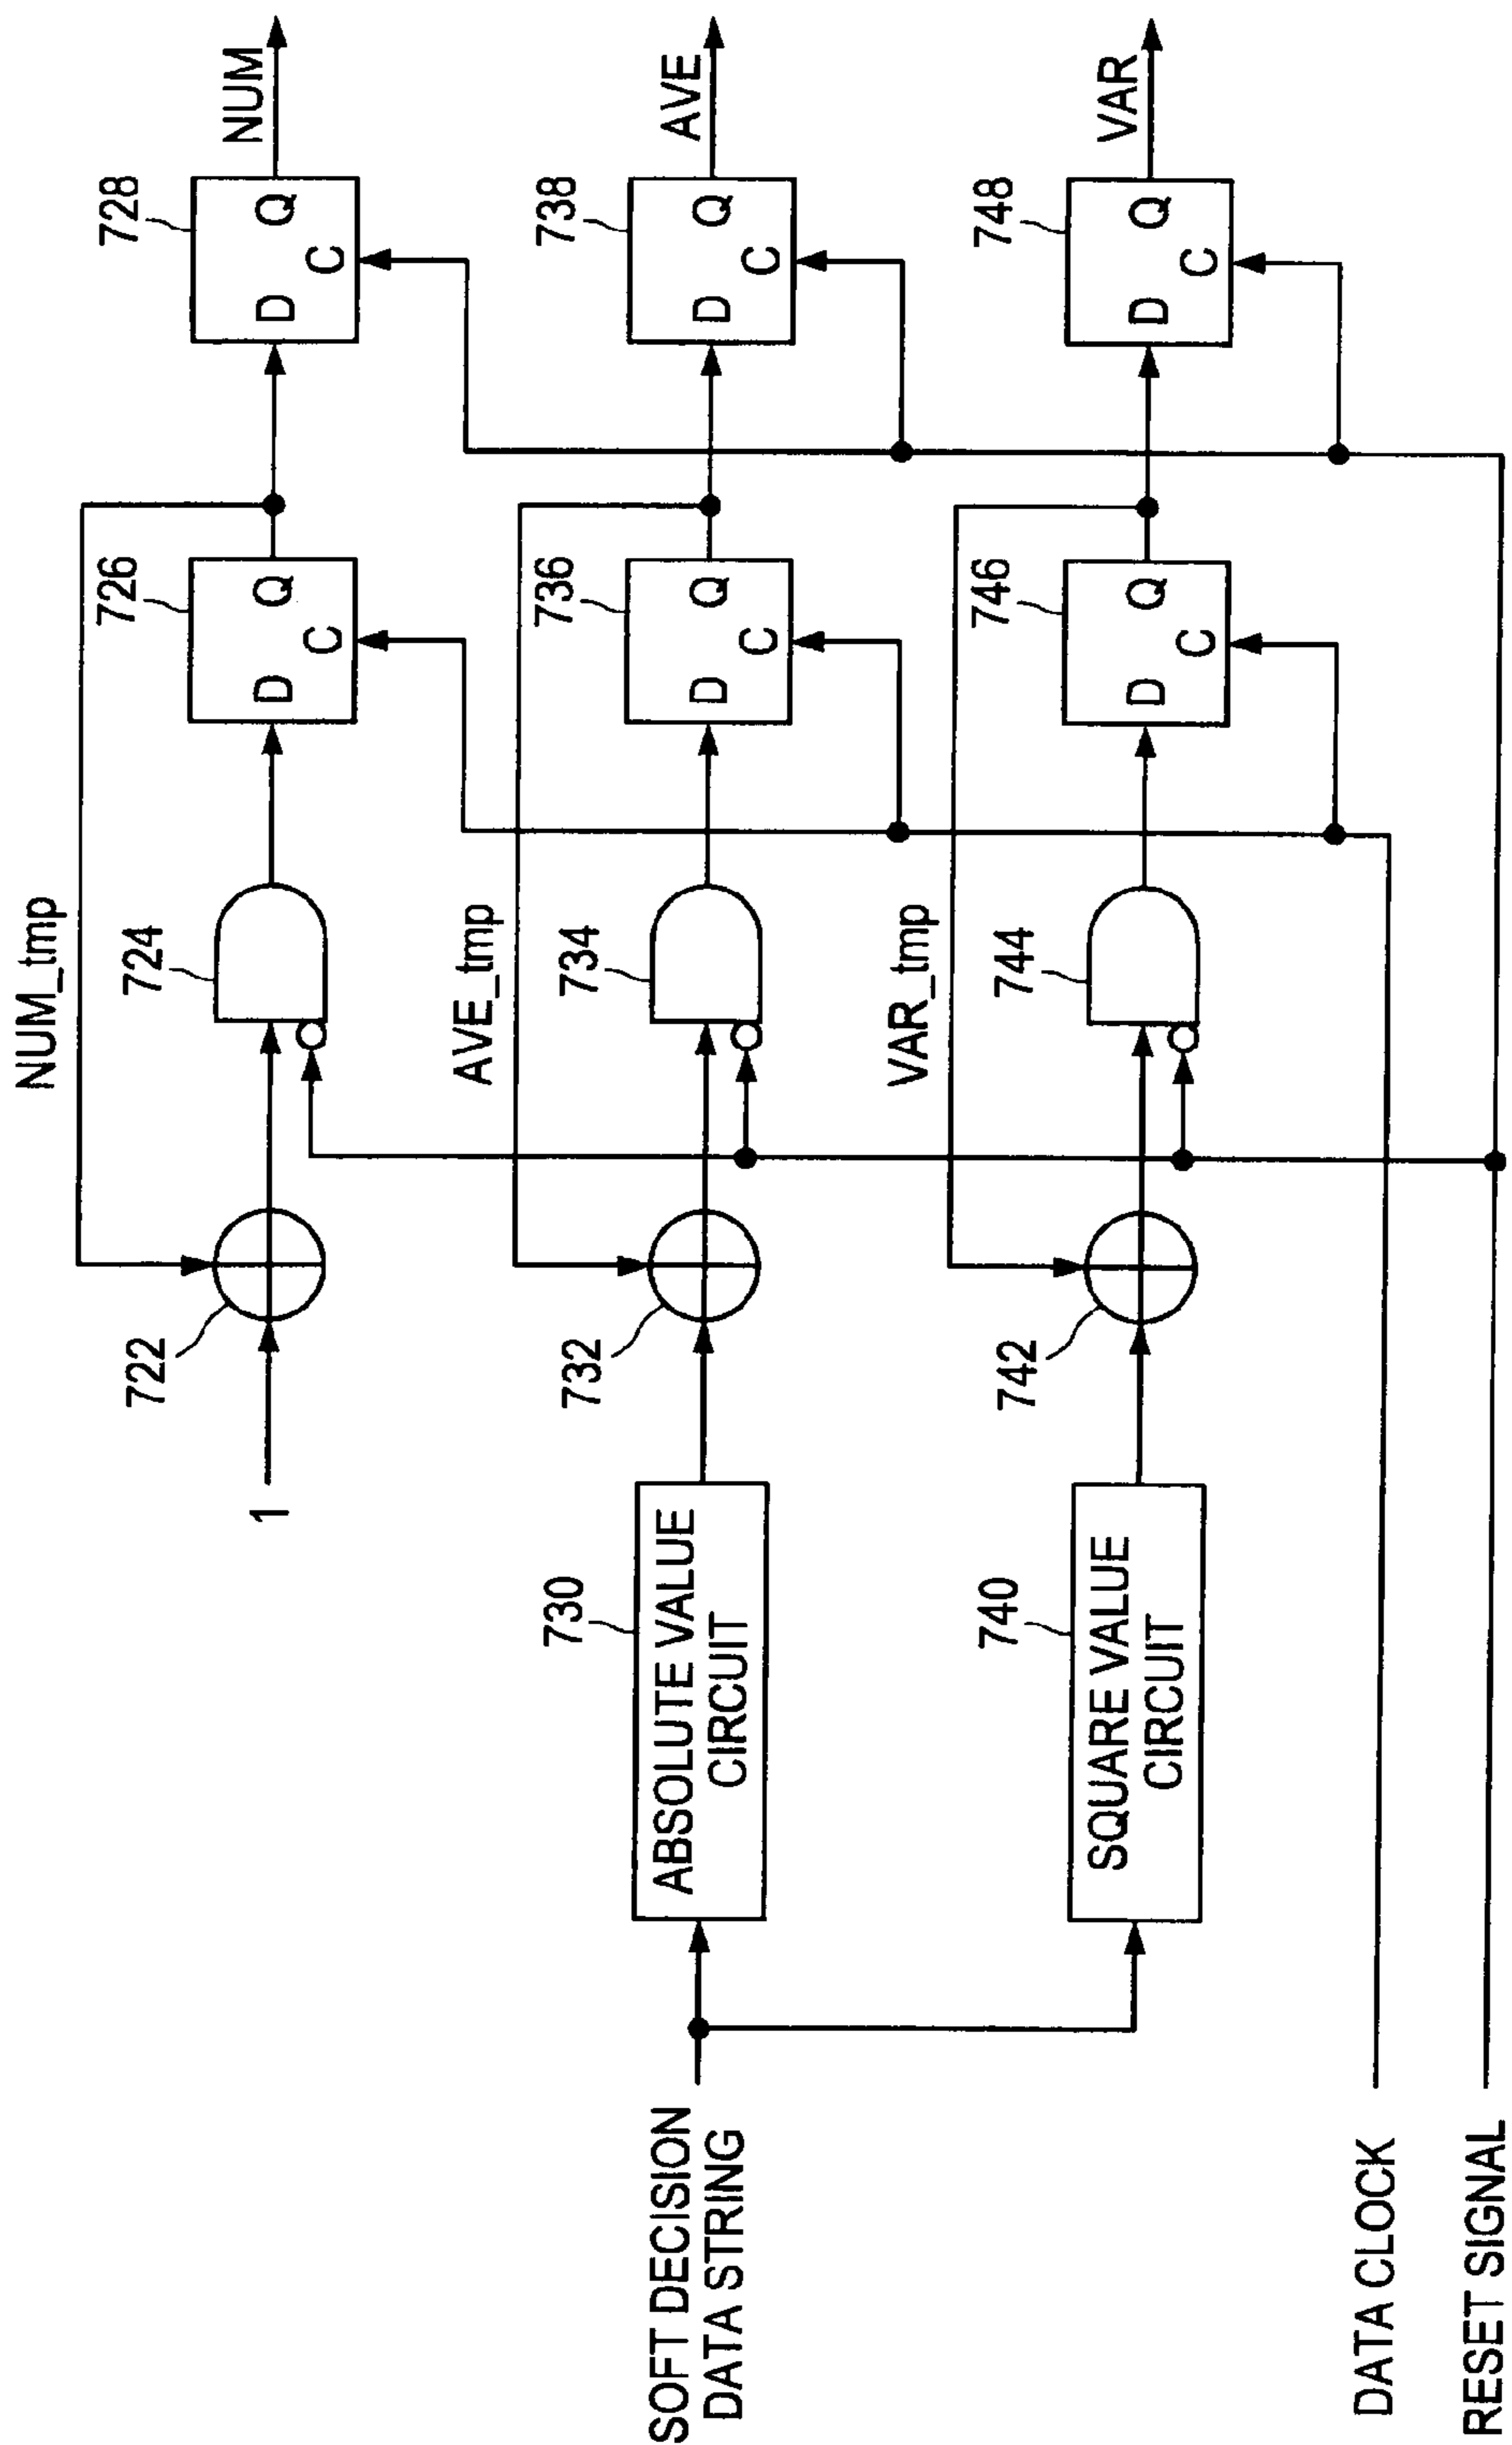 NUM_tmp
722
724
726
728
NUM
1
D
Q
C
D
Q
C
AVE_tmp
730
732
734
736
738
AVE
SOFT DECISION
DATA STRING
ABSOLUTE VALUE
CIRCUIT
D
Q
C
D
Q
C
VAR_tmp
740
742
744
746
748
VAR
SQUARE VALUE
CIRCUIT
D
Q
C
D
Q
C
DATA CLOCK
RESET SIGNAL